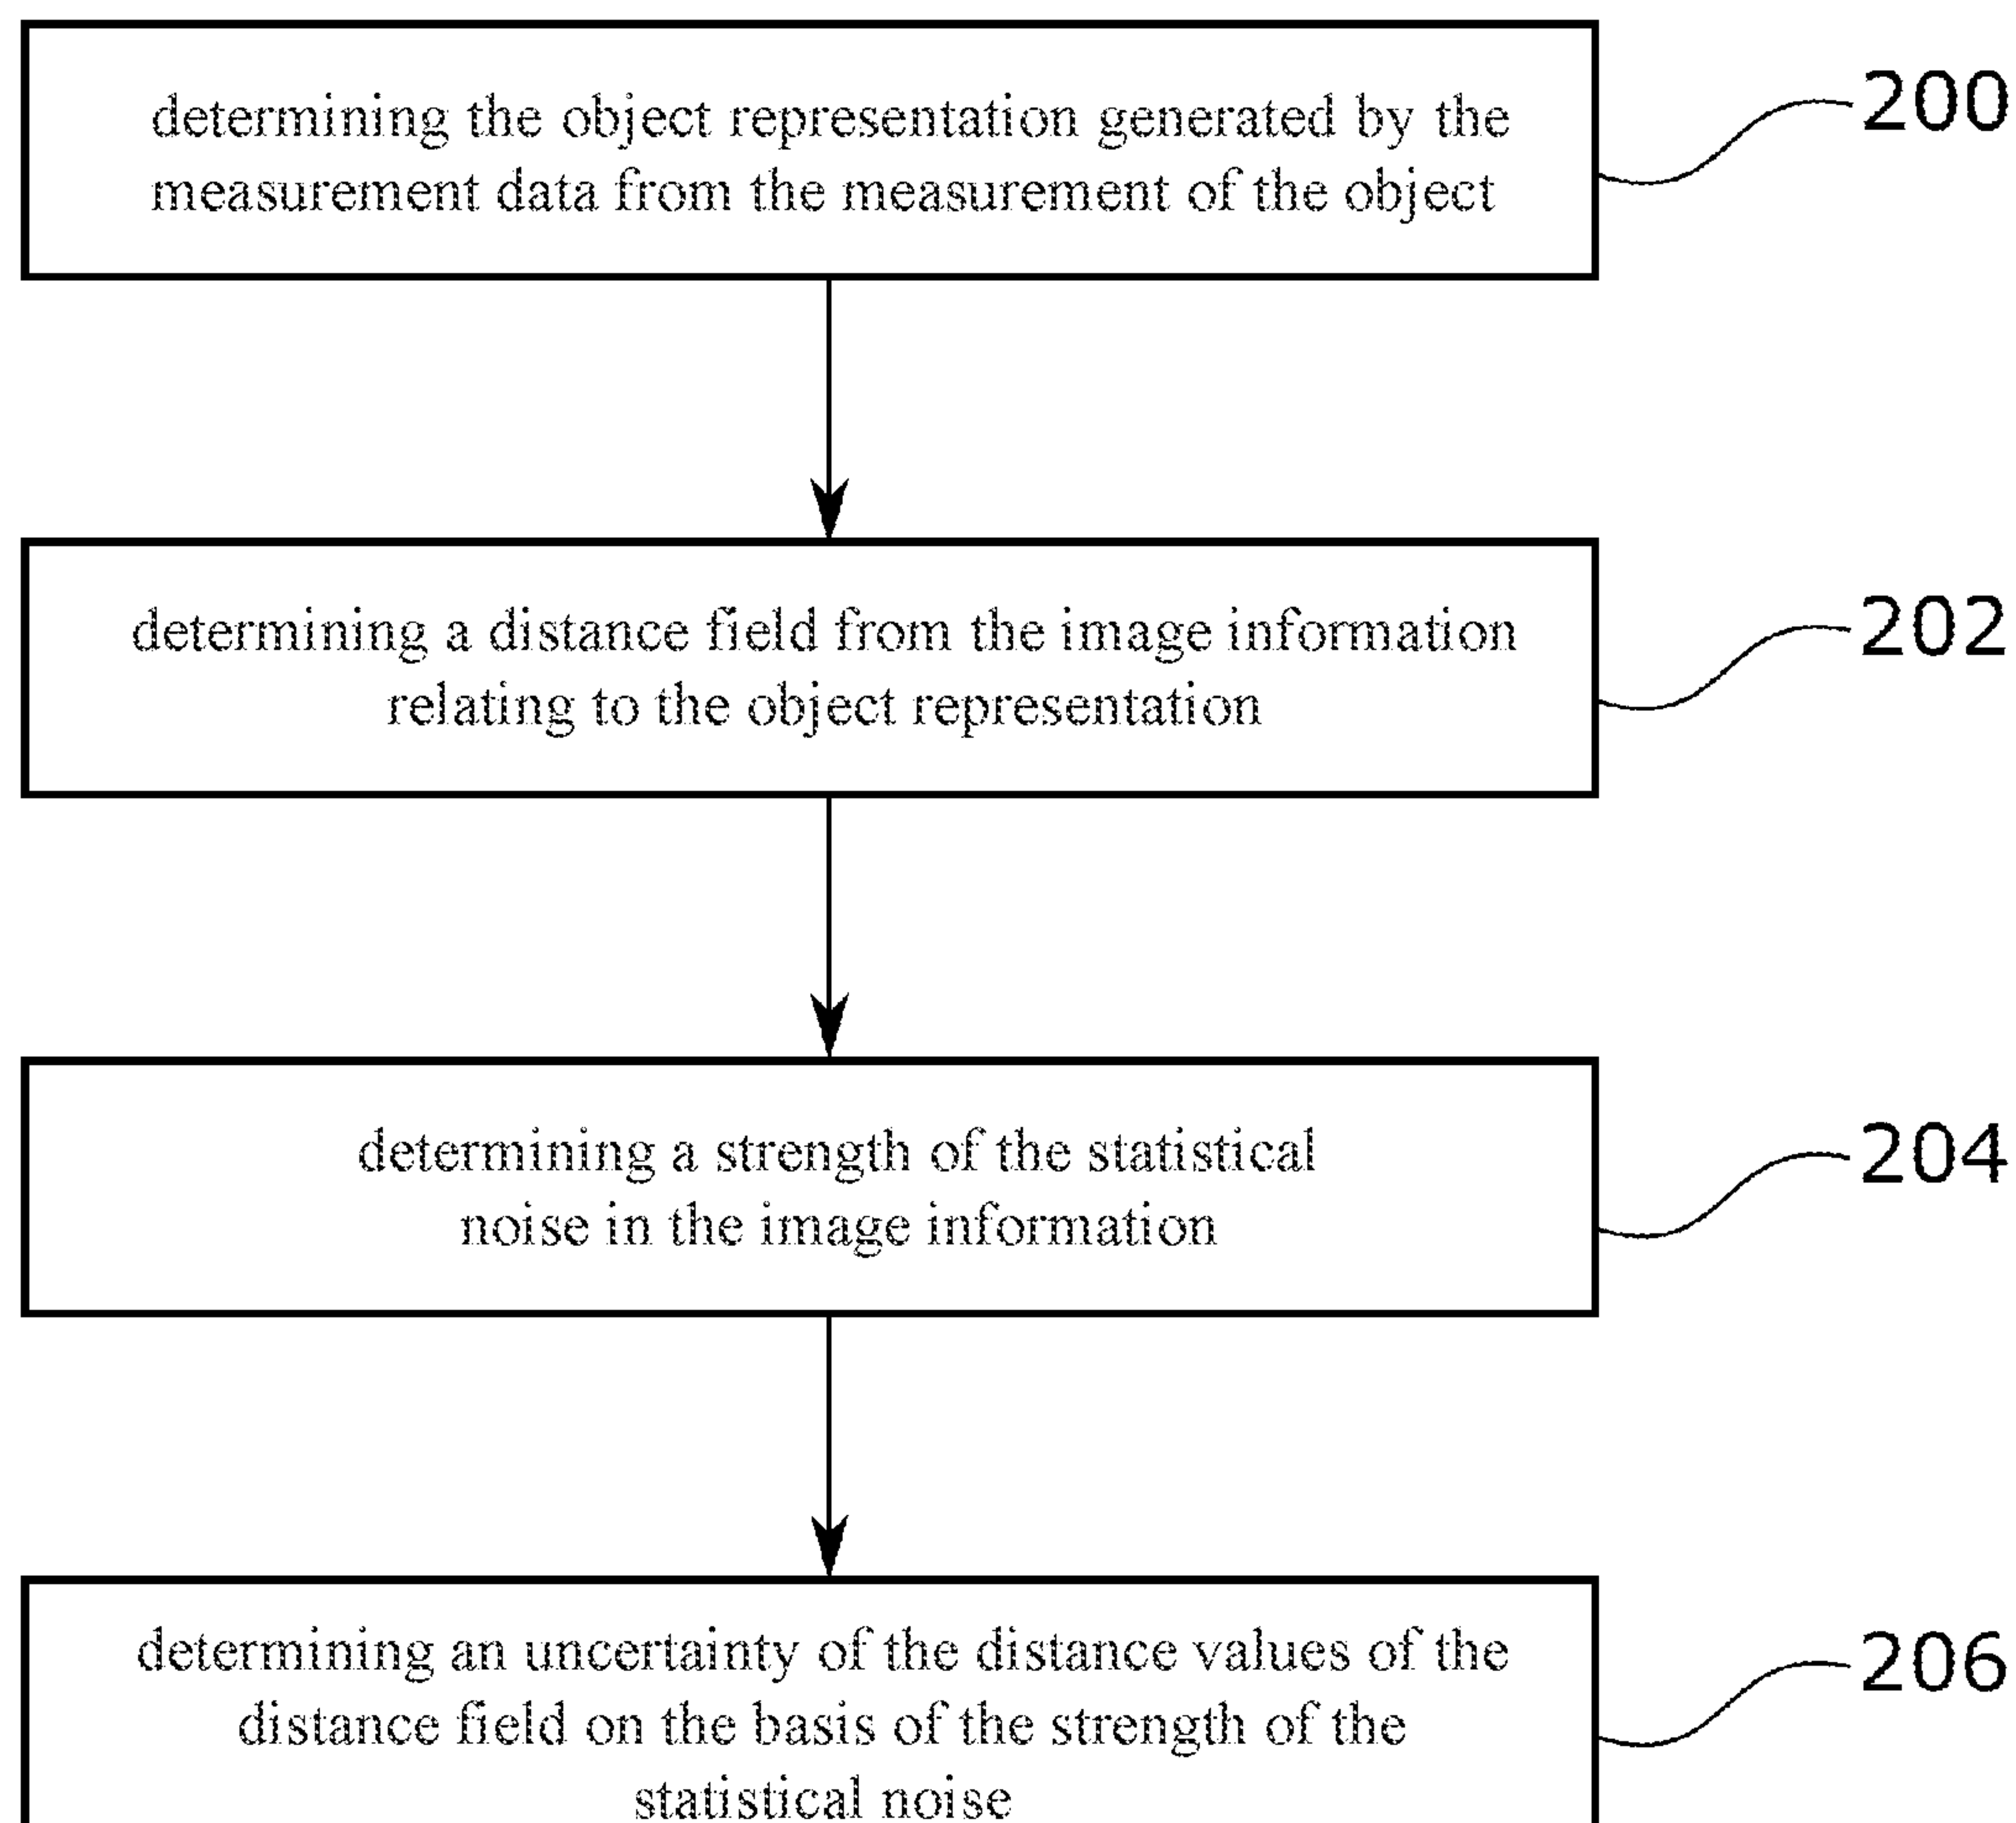 determining the object representation generated by the
measurement data from the measurement of the object
200
determining a distance field from the image information
relating to the object representation
202
determining a strength of the statistical
noise in the image information
204
determining an uncertainty of the distance values of the
distance field on the basis of the strength of the
statistical noise
206